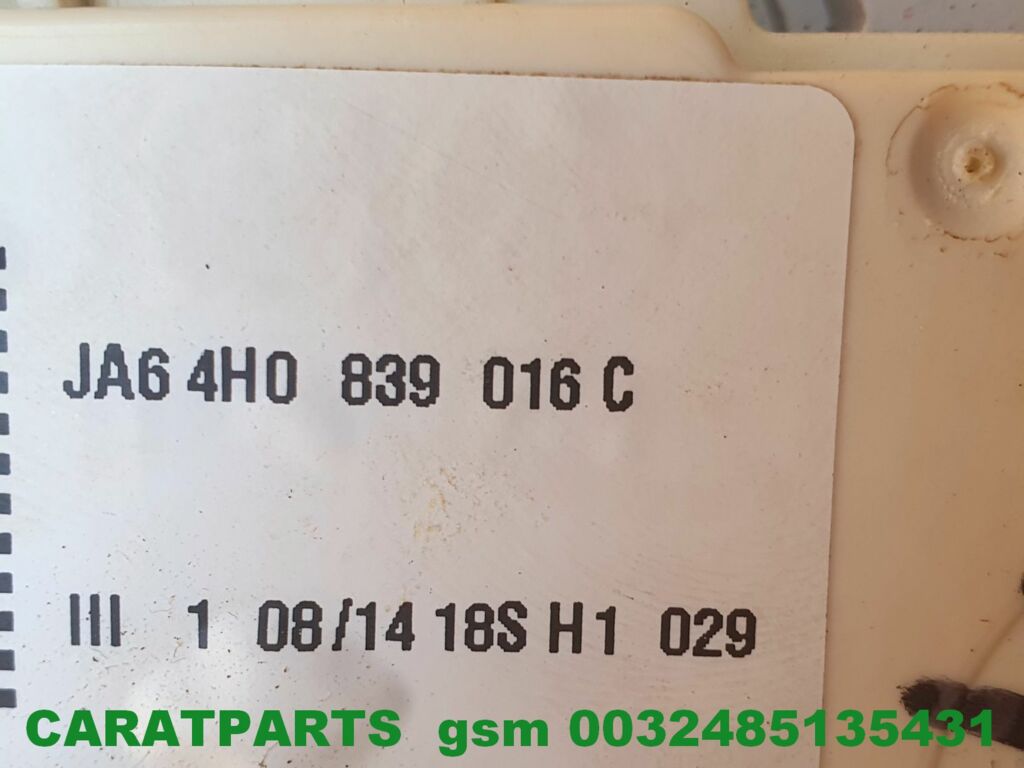 JA6 4H0 839 016 C
III 1 08/14 18S H1 029
CARATPARTS gsm 0032485135431